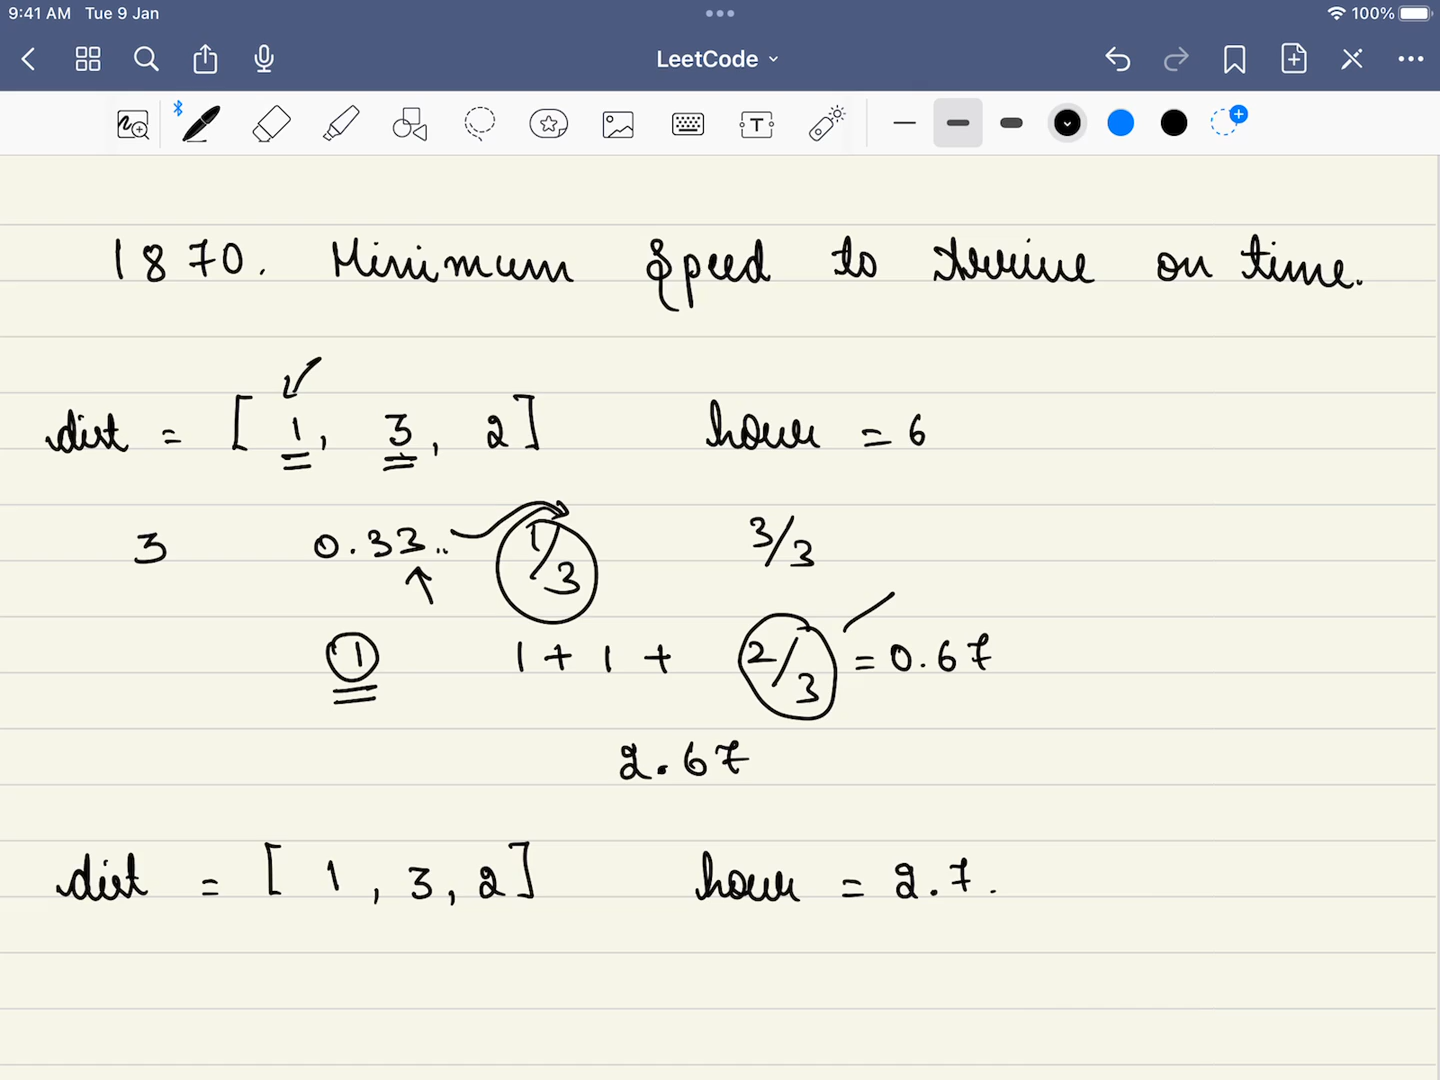 9:41 AM Tue 9 Jan
100%
LeetCode
T
1870. Minimum Speed to Arrive on time.
dist = [ 1, 3, 2] hour = 6
3 0.33.. 1/3 3/3
1 1 + 1 + 2/3 = 0.67
2.67
dist = [ 1, 3, 2] hour = 2.7.